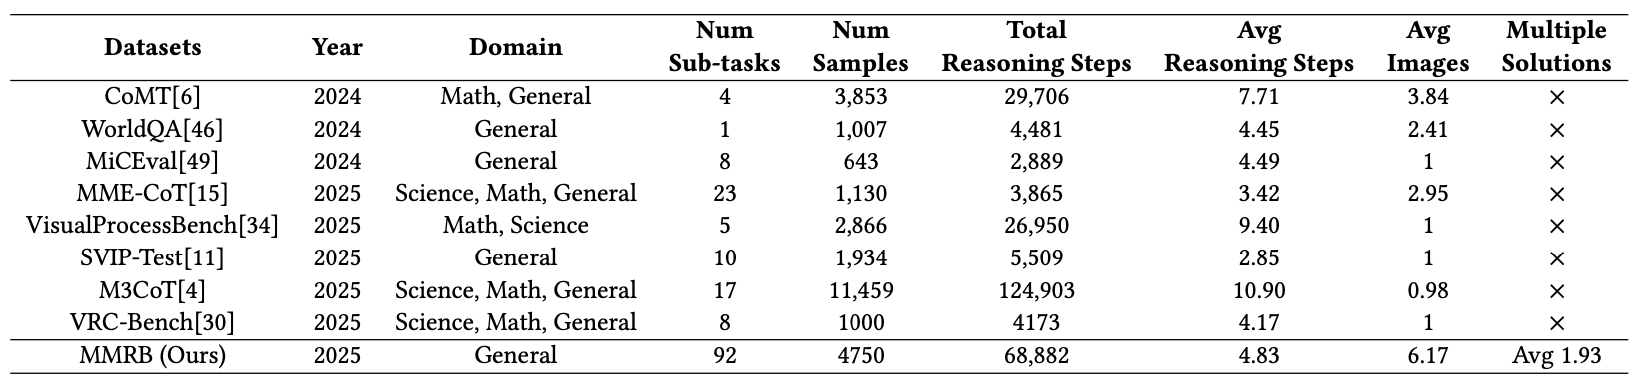 Datasets Year Domain Num Sub-tasks Num Samples Total Reasoning Steps Avg Reasoning Steps Avg Images Multiple Solutions
CoMT[6] 2024 Math, General 4 3,853 29,706 7.71 3.84 ×
WorldQA[46] 2024 General 1 1,007 4,481 4.45 2.41 ×
MiCEval[49] 2024 General 8 643 2,889 4.49 1 ×
MME-CoT[15] 2025 Science, Math, General 23 1,130 3,865 3.42 2.95 ×
VisualProcessBench[34] 2025 Math, Science 5 2,866 26,950 9.40 1 ×
SVIP-Test[11] 2025 General 10 1,934 5,509 2.85 1 ×
M3CoT[4] 2025 Science, Math, General 17 11,459 124,903 10.90 0.98 ×
VRC-Bench[30] 2025 Science, Math, General 8 1000 4173 4.17 1 ×
MMRB (Ours) 2025 General 92 4750 68,882 4.83 6.17 Avg 1.93